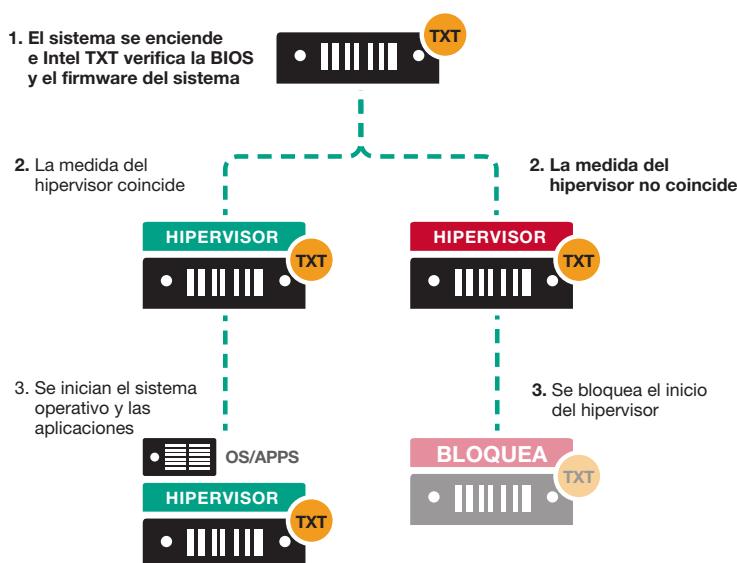 1. El sistema se enciende
e Intel TXT verifica la BIOS
y el firmware del sistema
TXT
2. La medida del
hipervisor coincide
2. La medida del
hipervisor no coincide
HIPERVISOR
TXT
HIPERVISOR
TXT
3. Se inician el sistema
operativo y las
aplicaciones
3. Se bloquea el inicio
del hipervisor
OS/APPS
HIPERVISOR
TXT
BLOQUEA
TXT